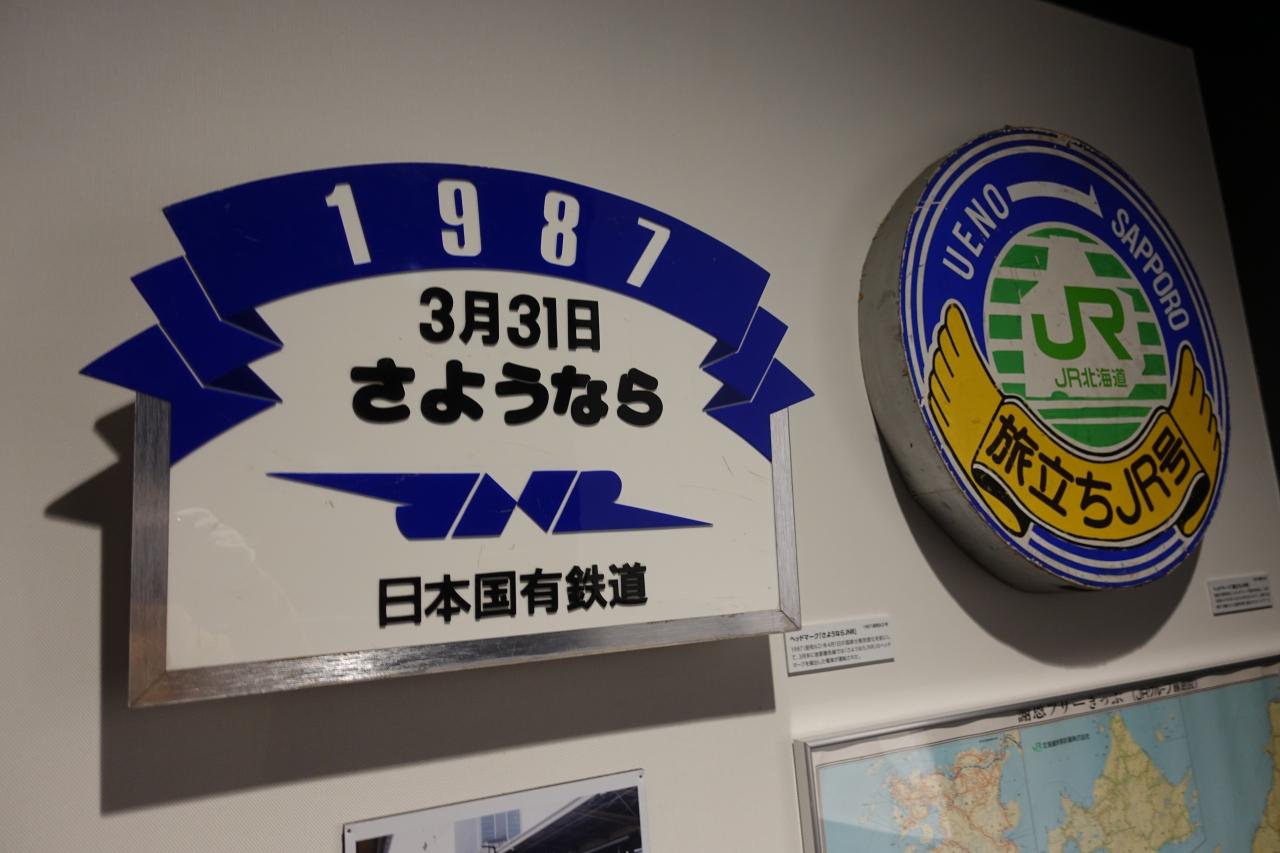 1987
3月31日
さようなら
JNR
日本国有鉄道
UENO
SAPPORO
JR
JR北海道
旅立ちJR号
ヘッドマーク「さようならJNR」